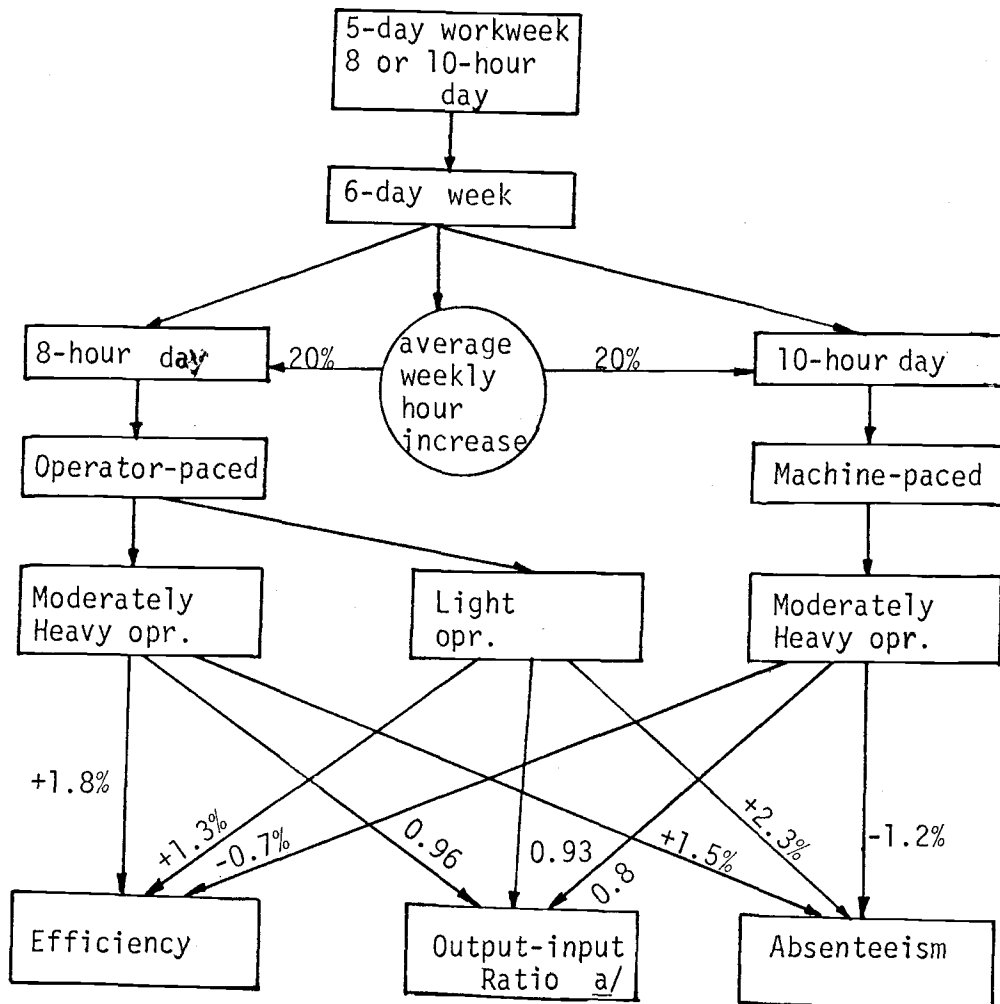 5-day workweek
8 or 10-hour
day
6-day week
8-hour day
20%
average
weekly
hour
increase
20%
10-hour day
Operator-paced
Machine-paced
Moderately
Heavy opr.
Light
opr.
Moderately
Heavy opr.
+1.8%
+1.3%
-0.7%
0.96
0.93
0.8
+1.5%
+2.3%
-1.2%
Efficiency
Output-input
Ratio a/
Absenteeism